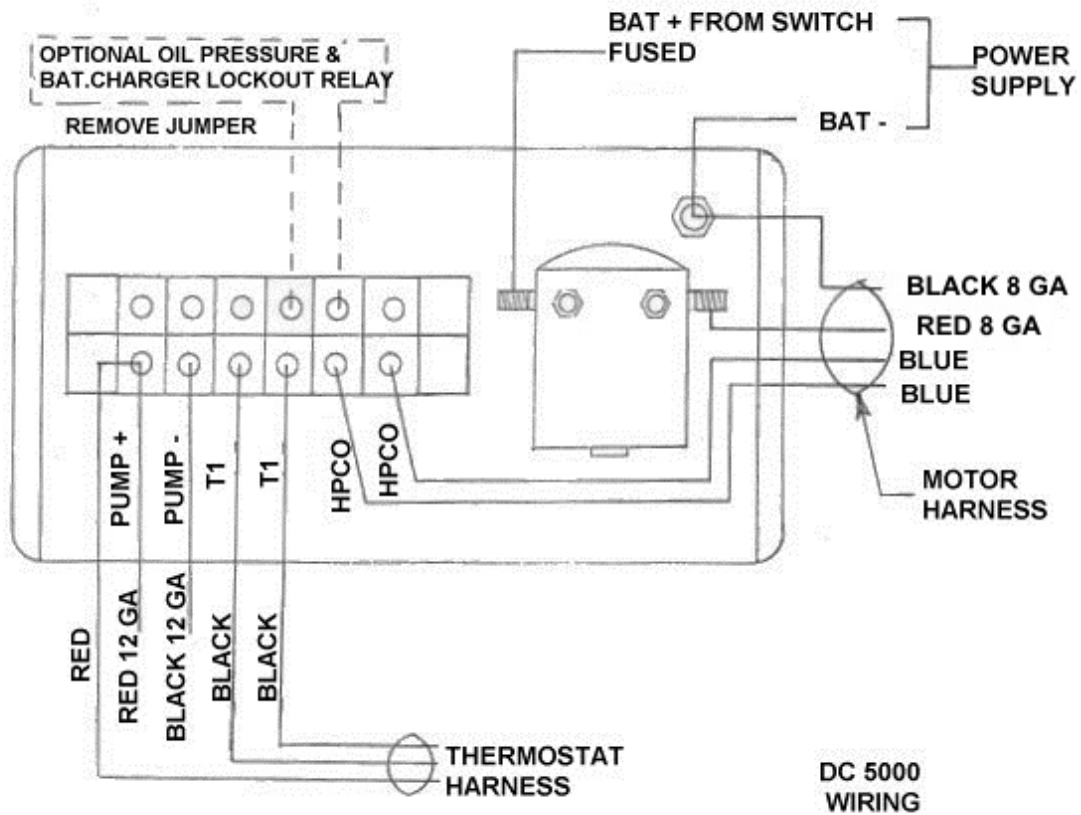 BAT + FROM SWITCH
FUSED
POWER
SUPPLY
BAT -
OPTIONAL OIL PRESSURE &
BAT.CHARGER LOCKOUT RELAY
REMOVE JUMPER
BLACK 8 GA
RED 8 GA
BLUE
BLUE
MOTOR
HARNESS
PUMP +
PUMP -
T1
T1
HPCO
HPCO
RED
RED 12 GA
BLACK 12 GA
BLACK
BLACK
THERMOSTAT
HARNESS
DC 5000
WIRING